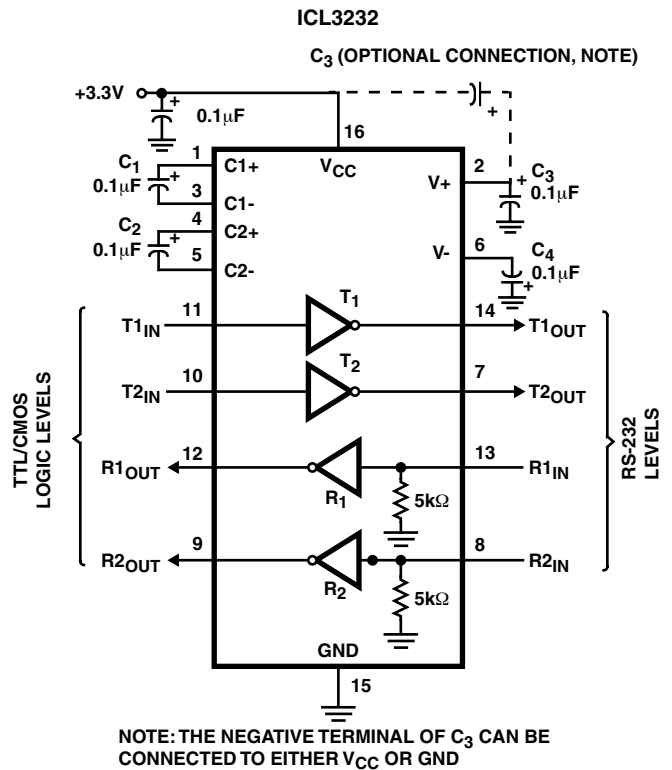 ICL3232
C3 (OPTIONAL CONNECTION, NOTE)
+3.3V
+
0.1μF
+
16
VCC
1
C1+
C1
0.1μF
+
3
C1-
4
C2+
C2
0.1μF
+
5
C2-
2
V+
+
C3
0.1μF
6
V-
C4
0.1μF
+
T1
11
T1IN
14
T1OUT
T2
10
T2IN
7
T2OUT
TTL/CMOS
LOGIC LEVELS
RS-232
LEVELS
12
R1OUT
R1
13
R1IN
5kΩ
9
R2OUT
R2
8
R2IN
5kΩ
GND
15
NOTE: THE NEGATIVE TERMINAL OF C3 CAN BE
CONNECTED TO EITHER VCC OR GND